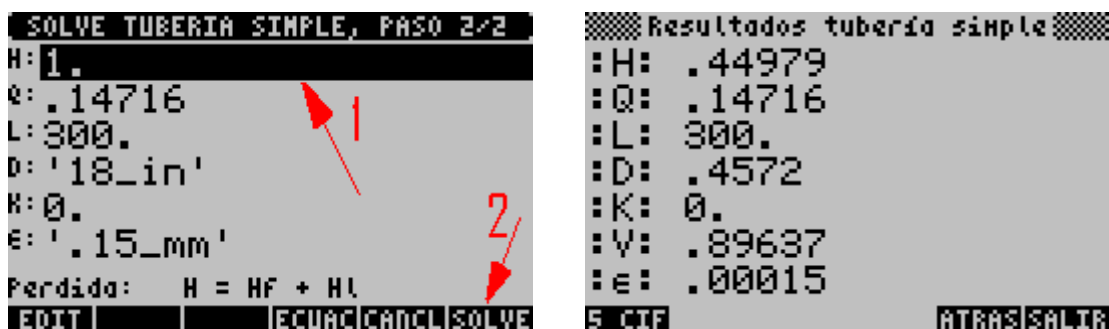 SOLVE TUBERIA SIMPLE, PASO 2/2
H: 1.
Q: .14716
L: 300.
D: '18_in'
K: 0.
ε: '.15_mm'
Perdida: H = Hf + Hl
EDIT ECUAC CANCL SOLVE
1
2
Resultados tubería simple
:H: .44979
:Q: .14716
:L: 300.
:D: .4572
:K: 0.
:V: .89637
:ε: .00015
5 CIF ATRAS SALIR